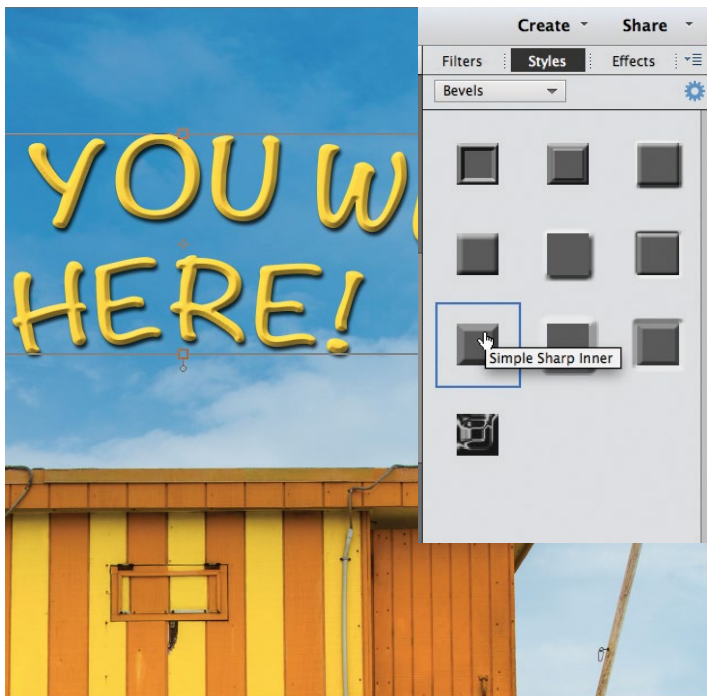 Create Share
Filters Styles Effects
Bevels
YOU
HERE!
Simple Sharp Inner